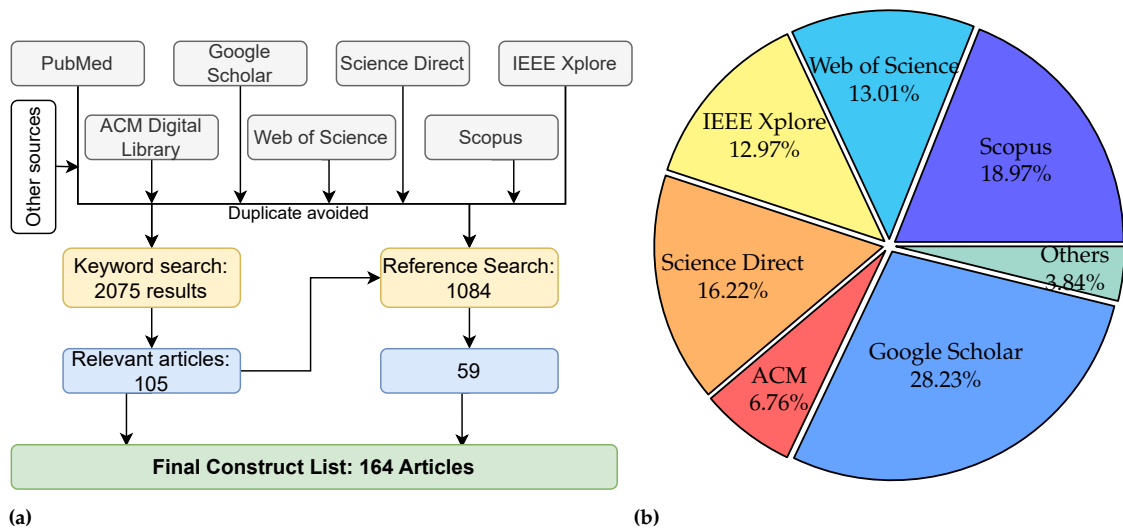 PubMed
Google
Scholar
Science Direct
IEEE Xplore
Other sources
ACM Digital
Library
Web of Science
Scopus
Duplicate avoided
Keyword search:
2075 results
Reference Search:
1084
Relevant articles:
105
59
Final Construct List: 164 Articles
(a)
Web of Science
13.01%
IEEE Xplore
12.97%
Scopus
18.97%
Science Direct
16.22%
Others
3.84%
Google Scholar
28.23%
ACM
6.76%
(b)